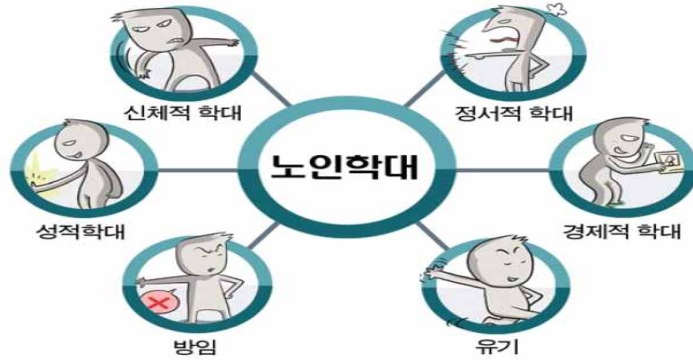 신체적 학대
정서적 학대
노인학대
성적학대
경제적 학대
방임
유기